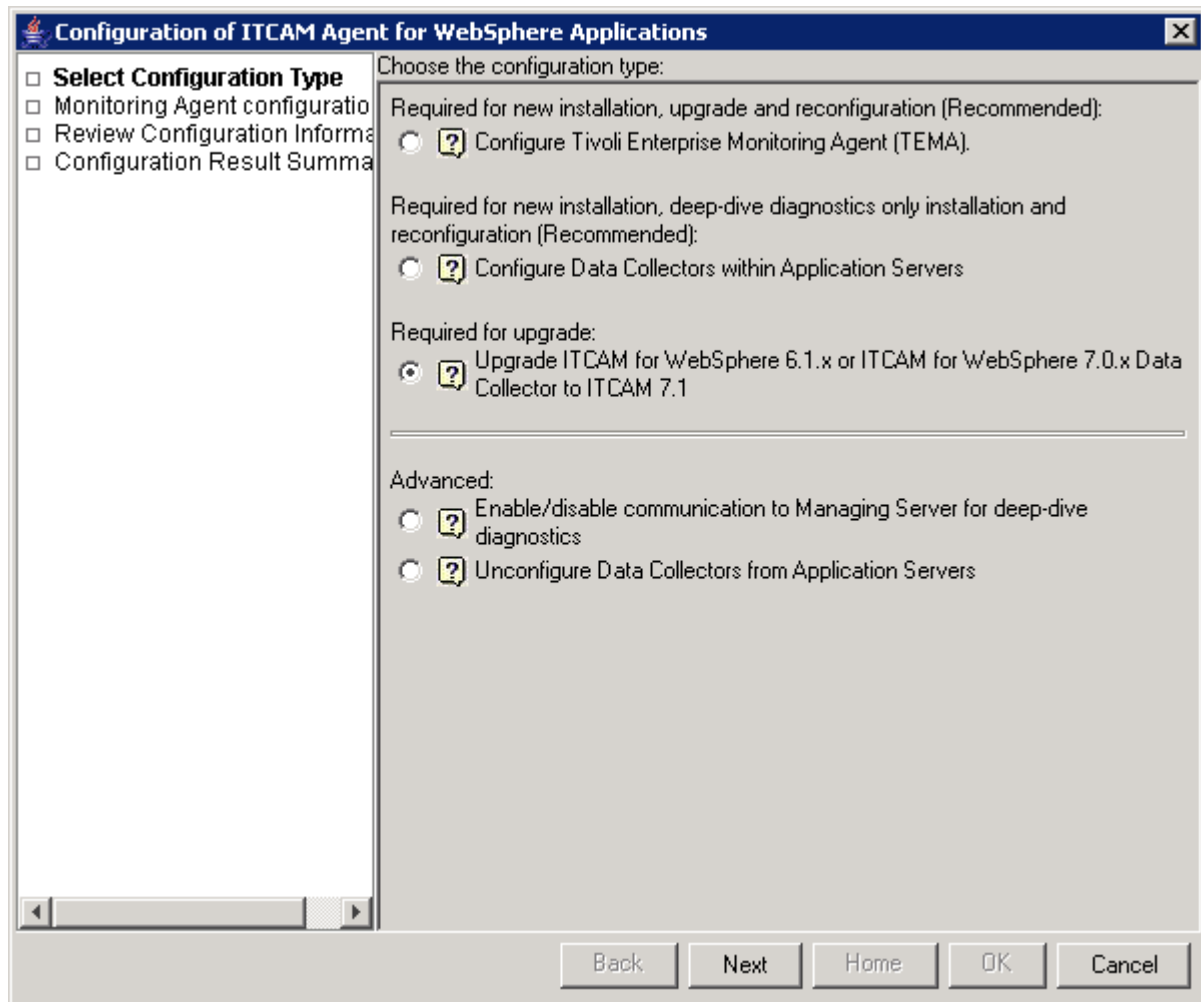 Configuration of ITCAM Agent for WebSphere Applications
Select Configuration Type
Monitoring Agent configuratio
Review Configuration Informa
Configuration Result Summa
Choose the configuration type:
Required for new installation, upgrade and reconfiguration (Recommended):
Configure Tivoli Enterprise Monitoring Agent (TEMA).
Required for new installation, deep-dive diagnostics only installation and
reconfiguration (Recommended):
Configure Data Collectors within Application Servers
Required for upgrade:
Upgrade ITCAM for WebSphere 6.1.x or ITCAM for WebSphere 7.0.x Data
Collector to ITCAM 7.1
Advanced:
Enable/disable communication to Managing Server for deep-dive
diagnostics
Unconfigure Data Collectors from Application Servers
Back Next Home OK Cancel